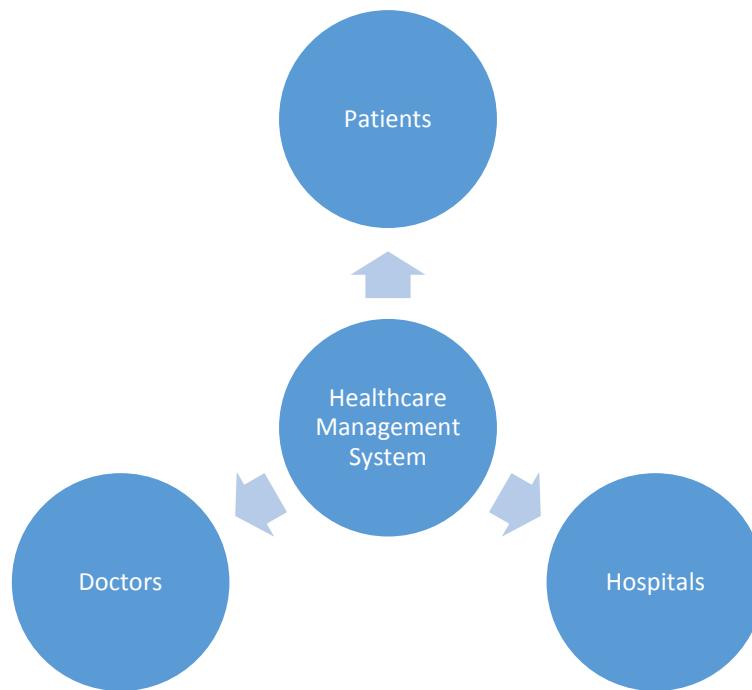 Patients
Healthcare
Management
System
Doctors
Hospitals